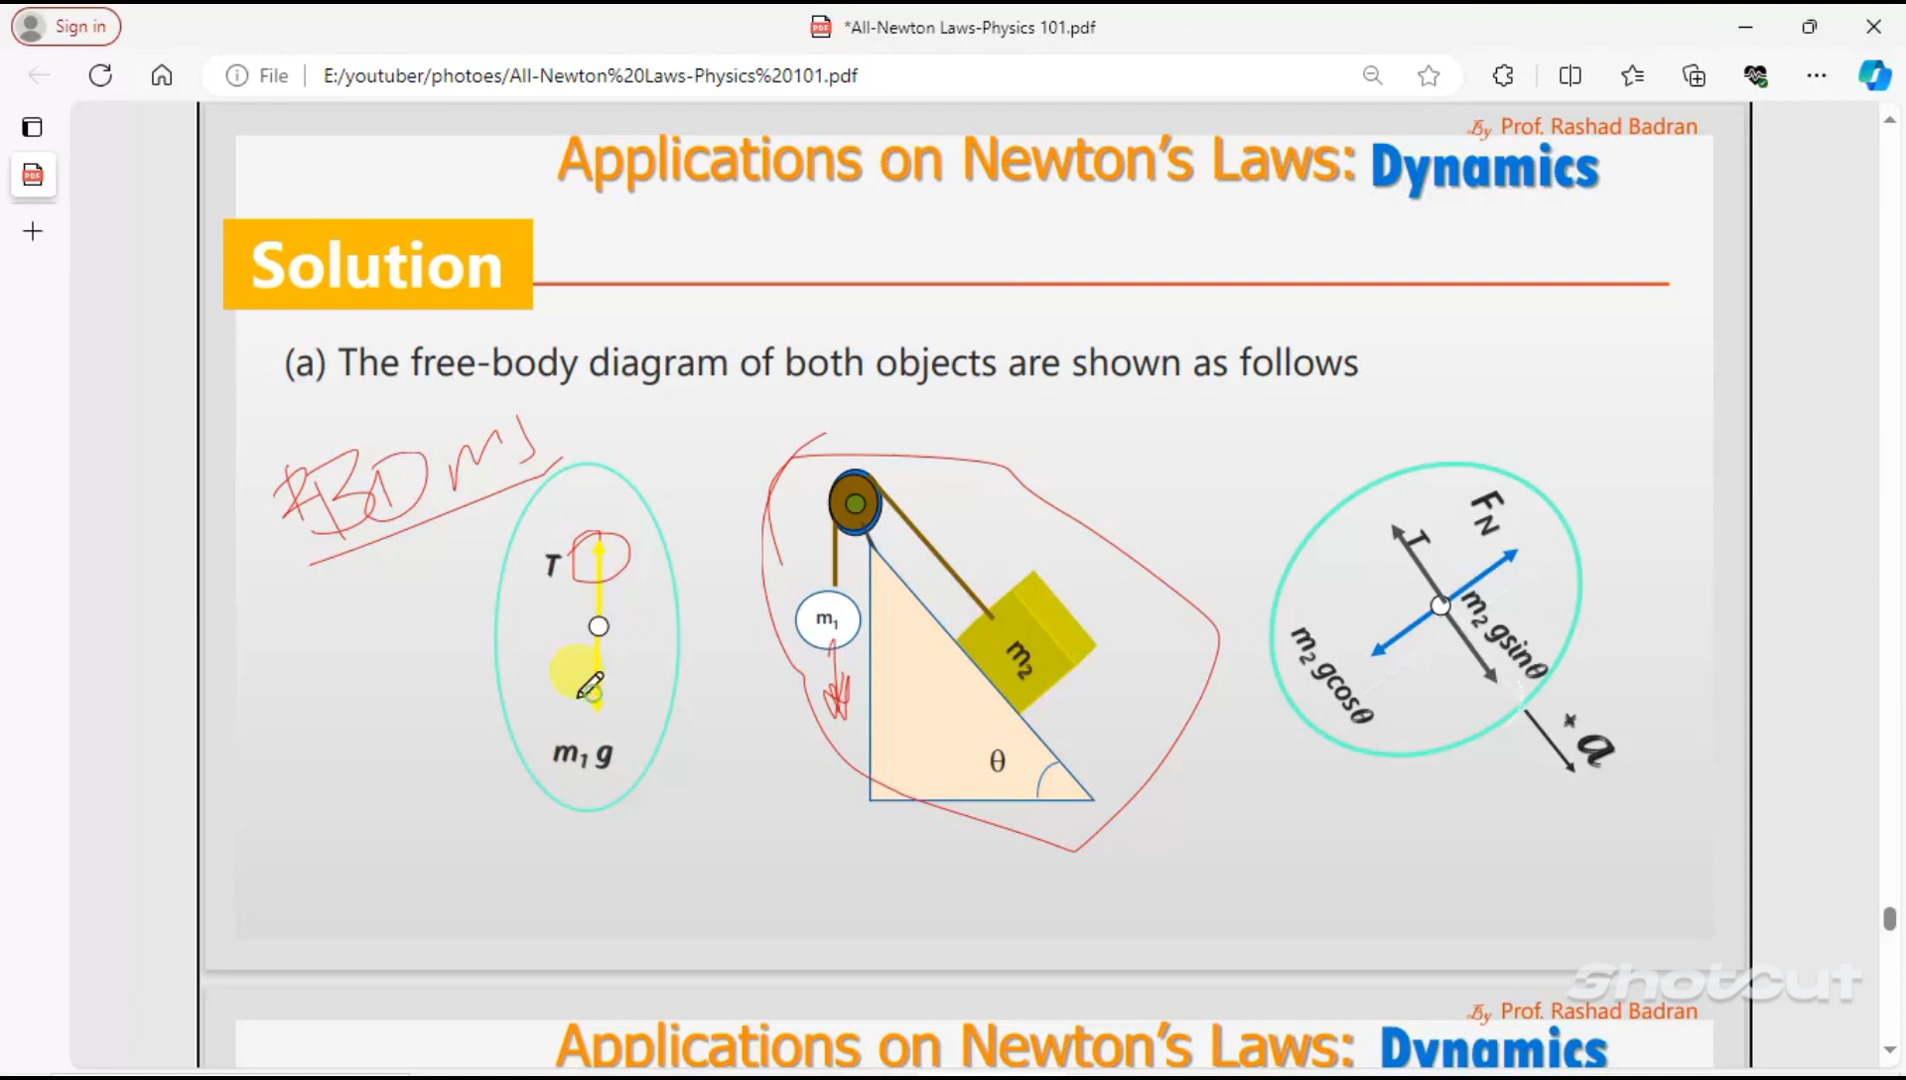 Sign in
*All-Newton Laws-Physics 101.pdf
File
E:/youtuber/photoes/All-Newton%20Laws-Physics%20101.pdf
By Prof. Rashad Badran
Applications on Newton's Laws: Dynamics
Solution
(a) The free-body diagram of both objects are shown as follows
FBD m1
T
m₁ g
m₁
m₂
θ
F_N
T
m₂ gsinθ
m₂ gcosθ
* a
Shotcut
By Prof. Rashad Badran
Applications on Newton's Laws: Dynamics